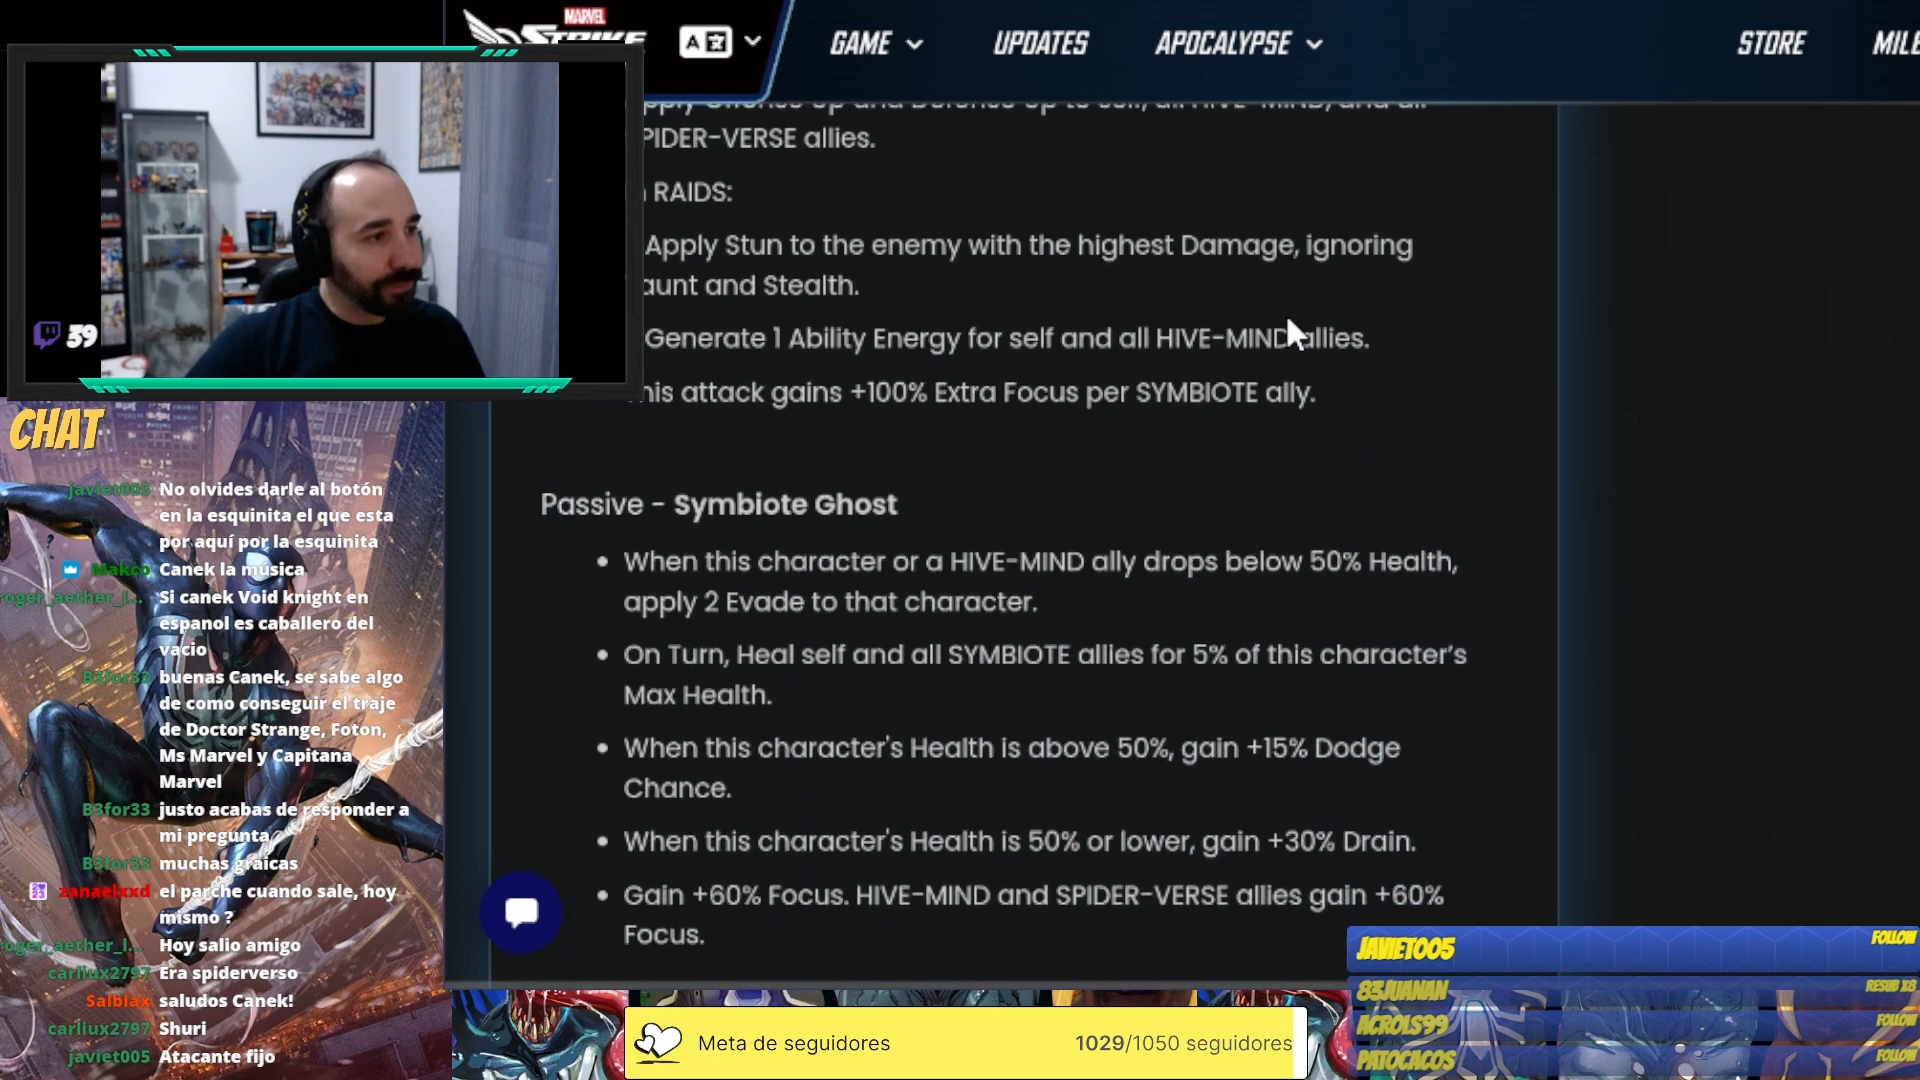 MARVEL
STRIKE
GAME
UPDATES
APOCALYPSE
STORE
PIDER-VERSE allies.
RAIDS:
Apply Stun to the enemy with the highest Damage, ignoring
aunt and Stealth.
Generate 1 Ability Energy for self and all HIVE-MIND allies.
his attack gains +100% Extra Focus per SYMBIOTE ally.
Passive - Symbiote Ghost
• When this character or a HIVE-MIND ally drops below 50% Health,
apply 2 Evade to that character.
• On Turn, Heal self and all SYMBIOTE allies for 5% of this character's
Max Health.
• When this character's Health is above 50%, gain +15% Dodge
Chance.
• When this character's Health is 50% or lower, gain +30% Drain.
• Gain +60% Focus. HIVE-MIND and SPIDER-VERSE allies gain +60%
Focus.
39
CHAT
javiet005 No olvides darle al botón
en la esquinita el que esta
por aquí por la esquinita
Makco Canek la música
roger_aether_l... Si canek Void knight en
espanol es caballero del
vacio
B3for33 buenas Canek, se sabe algo
de como conseguir el traje
de Doctor Strange, Foton,
Ms Marvel y Capitana
Marvel
B3for33 justo acabas de responder a
mi pregunta
B3for33 muchas graicas
zanaelxxd el parche cuando sale, hoy
mismo ?
roger_aether_l... Hoy salio amigo
carliux2797 Era spiderverso
Salblax saludos Canek!
carliux2797 Shuri
javiet005 Atacante fijo
Meta de seguidores 1029/1050 seguidores
JAVIET005 FOLLOW
83JUANAN RESUB X8
ACROLS99 FOLLOW
PATOCACOS FOLLOW